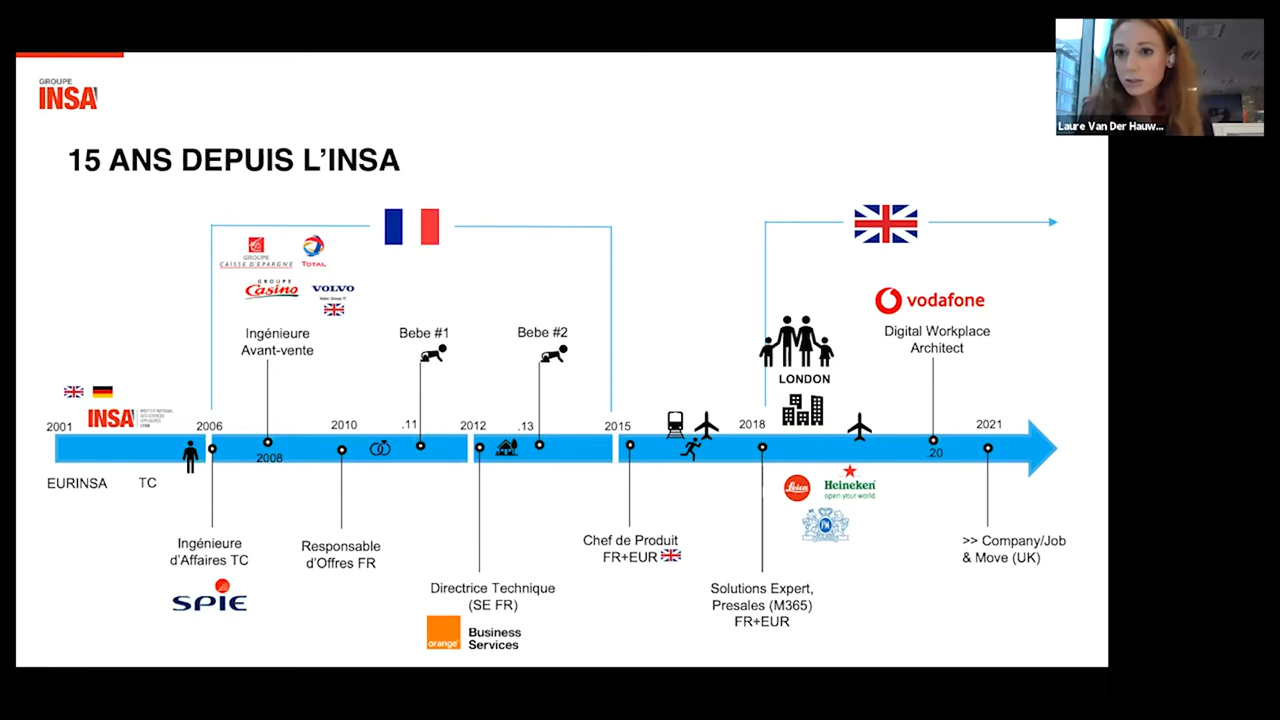 Laure Van Der Hauw...
GROUPE
INSA
15 ANS DEPUIS L'INSA
GROUPE
CAISSE D'EPARGNE
TOTAL
GROUPE
Casino
VOLVO
Ingénieure
Avant-vente
Bebe #1
Bebe #2
LONDON
vodafone
Digital Workplace
Architect
INSA
2001
2006
2008
2010
.11
2012
.13
2015
2018
.20
2021
EURINSA
TC
Ingénieure
d'Affaires TC
SPIE
Responsable
d'Offres FR
Directrice Technique
(SE FR)
orange
Business
Services
Chef de Produit
FR+EUR
Solutions Expert,
Presales (M365)
FR+EUR
Leica
Heineken
open your world
PM
>> Company/Job
& Move (UK)